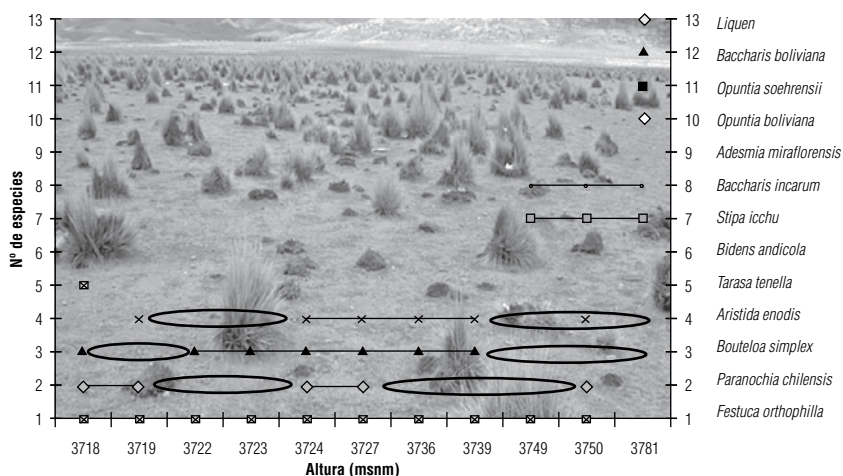 13 13 Liquen
12 12 Baccharis boliviana
11 11 Opuntia soehrensii
10 10 Opuntia boliviana
9 9 Adesmia miraflorensis
8 8 Baccharis incarum
7 7 Stipa icchu
6 6 Bidens andicola
5 5 Tarasa tenella
4 4 Aristida enodis
3 3 Bouteloa simplex
2 2 Paranochia chilensis
1 1 Festuca orthophilla
Nº de especies
3718 3719 3722 3723 3724 3727 3736 3739 3749 3750 3781
Altura (msnm)